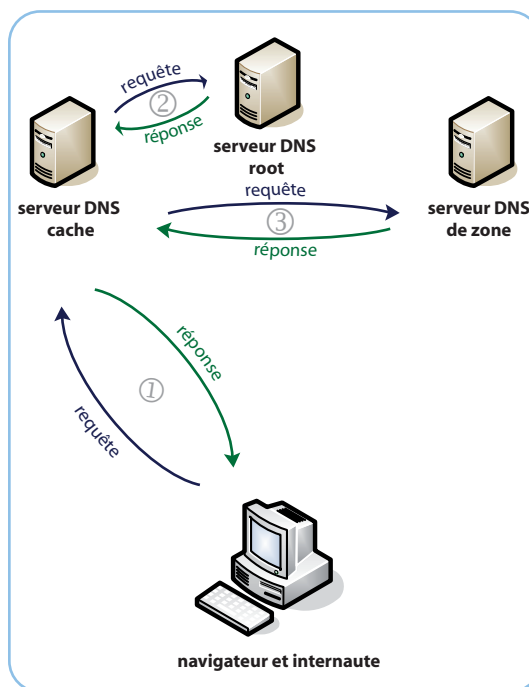 requête
②
réponse
serveur DNS
root
serveur DNS
cache
requête
③
réponse
serveur DNS
de zone
réponse
①
requête
navigateur et internaute